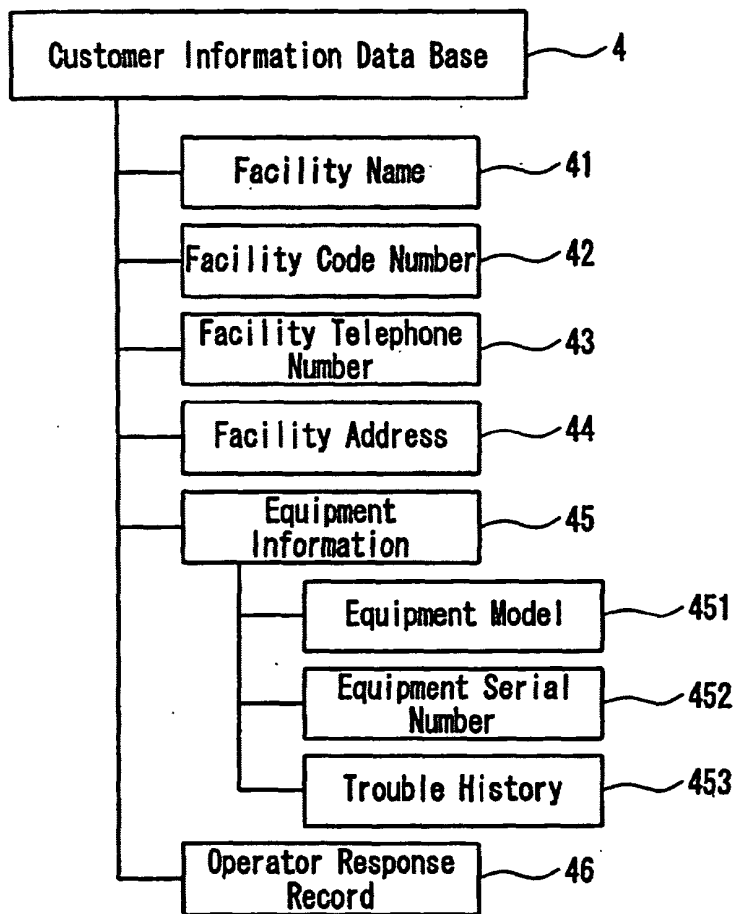 Customer Information Data Base
4
Facility Name
41
Facility Code Number
42
Facility Telephone
Number
43
Facility Address
44
Equipment
Information
45
Equipment Model
451
Equipment Serial
Number
452
Trouble History
453
Operator Response
Record
46